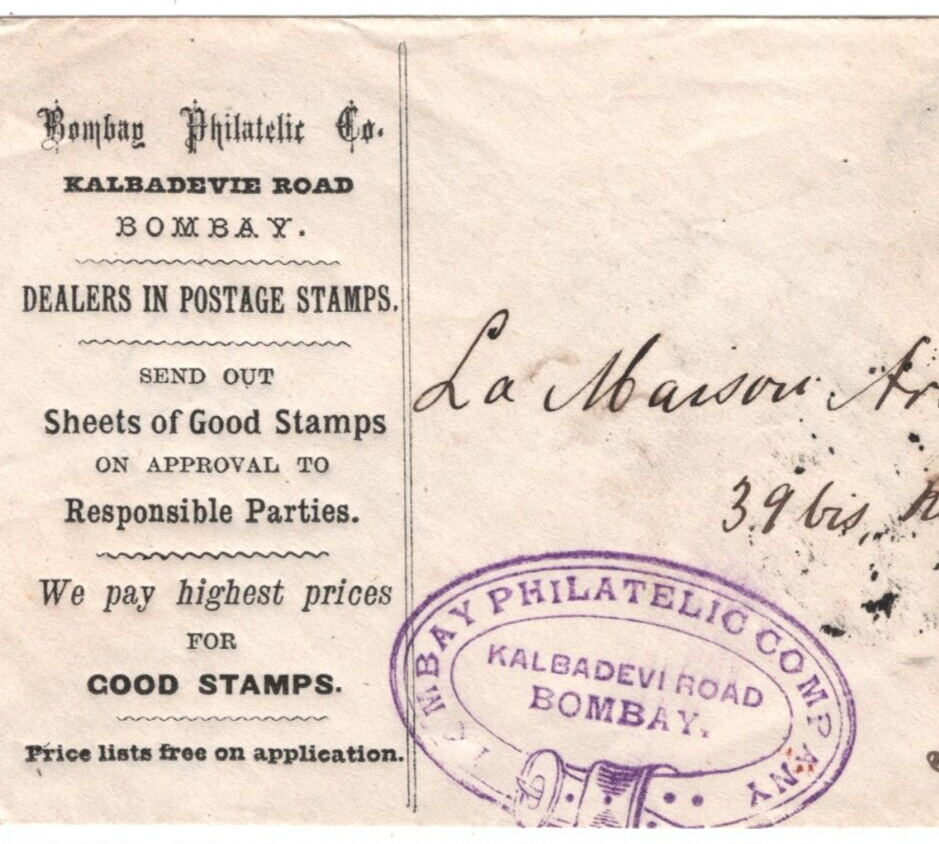 Bombay Philatelic Co.
KALBADEVIE ROAD
BOMBAY.
DEALERS IN POSTAGE STAMPS.
SEND OUT
Sheets of Good Stamps
ON APPROVAL TO
Responsible Parties.
We pay highest prices
FOR
GOOD STAMPS.
Price lists free on application.
La Maison Ar
39 bis, R
BOMBAY PHILATELIC COMPANY
KALBADEVI ROAD
BOMBAY.